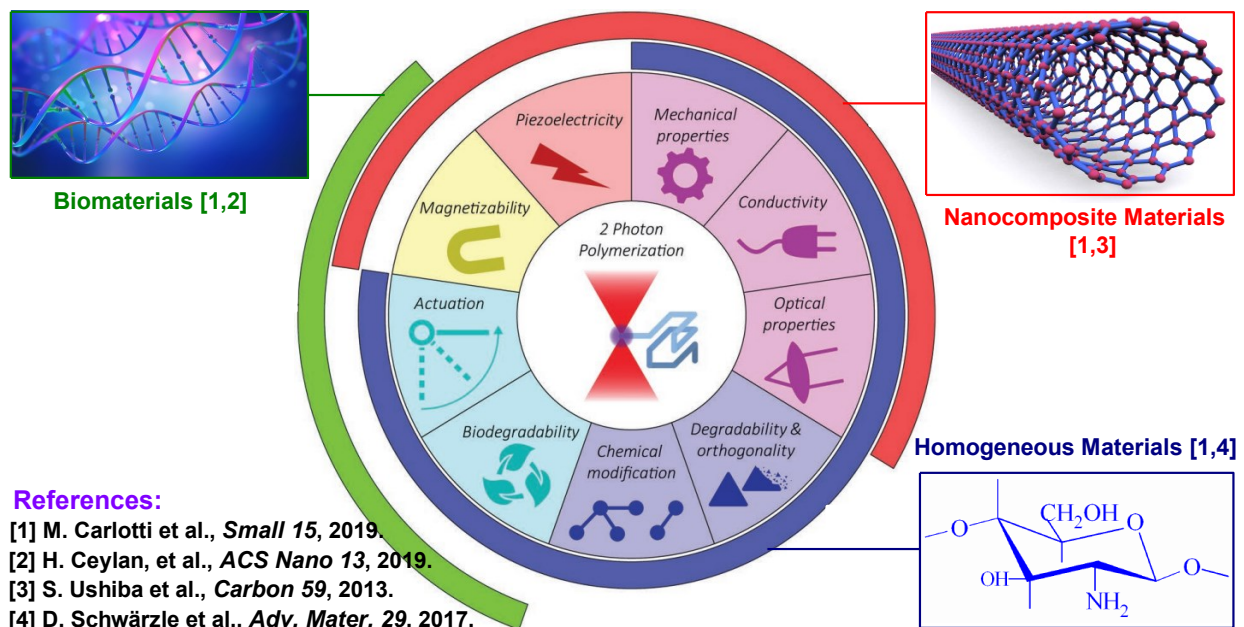 Biomaterials [1,2]
Piezoelectricity
Mechanical
properties
Magnetizability
Conductivity
2 Photon
Polymerization
Nanocomposite Materials
[1,3]
Actuation
Optical
properties
Biodegradability
Chemical
modification
Degradability &
orthogonality
Homogeneous Materials [1,4]
CH2OH
O
O
OH
O
NH2
References:
[1] M. Carlotti et al., Small 15, 2019.
[2] H. Ceylan, et al., ACS Nano 13, 2019.
[3] S. Ushiba et al., Carbon 59, 2013.
[4] D. Schwärzle et al., Adv. Mater. 29, 2017.